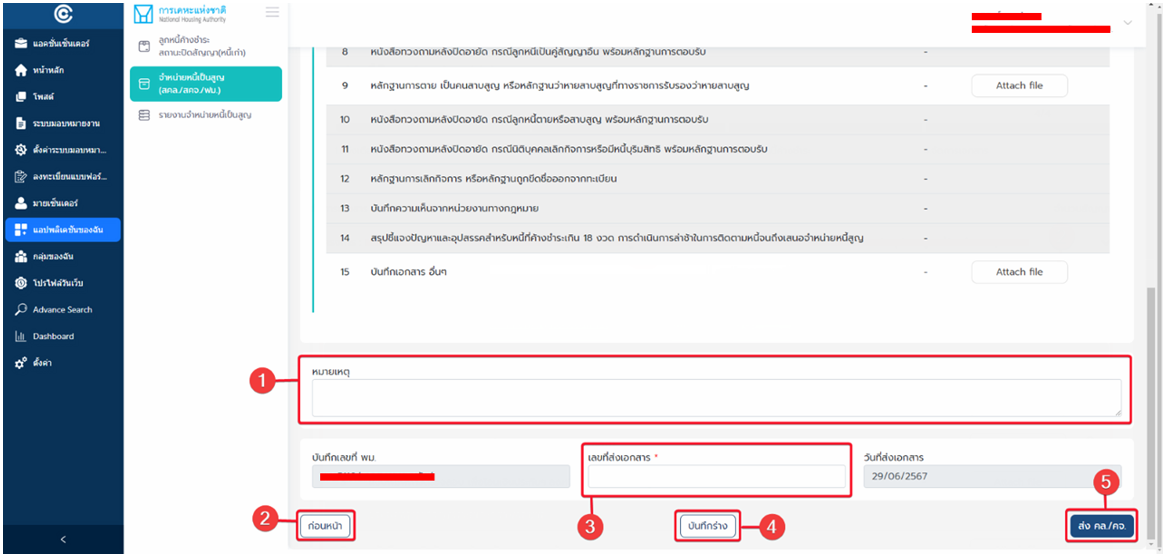 การเคหะแห่งชาติ
National Housing Authority
แอคชั่นเซ็นเตอร์
หน้าหลัก
โพสต์
ระบบมอบหมายงาน
ตั้งค่าระบบมอบหมา...
ลงทะเบียนแบบฟอร์...
มายเซ็นเตอร์
แอปพลิเคชันของฉัน
กลุ่มของฉัน
โปรไฟล์วันเว็บ
Advance Search
Dashboard
ตั้งค่า
<
ลูกหนี้ค้างชำระ
สถานะปิดสัญญา(หนี้เก่า)
จำหน่ายหนี้เป็นสูญ
(สคล./สคจ./พม.)
รายงานจำหน่ายหนี้เป็นสูญ
8 หนังสือทวงถามหลังปิดอายัด กรณีลูกหนี้เป็นคู่สัญญาอื่น พร้อมหลักฐานการตอบรับ -
9 หลักฐานการตาย เป็นคนสาบสูญ หรือหลักฐานว่าหายสาบสูญที่ทางราชการรับรองว่าหายสาบสูญ - Attach file
10 หนังสือทวงถามหลังปิดอายัด กรณีลูกหนี้ตายหรือสาบสูญ พร้อมหลักฐานการตอบรับ -
11 หนังสือทวงถามหลังปิดอายัด กรณีนิติบุคคลเลิกกิจการหรือมีหนี้บุริมสิทธิ พร้อมหลักฐานการตอบรับ -
12 หลักฐานการเลิกกิจการ หรือหลักฐานถูกขีดชื่อออกจากทะเบียน -
13 บันทึกความเห็นจากหน่วยงานทางกฎหมาย -
14 สรุปชี้แจงปัญหาและอุปสรรคสำหรับหนี้ที่ค้างชำระเกิน 18 งวด การดำเนินการล่าช้าในการติดตามหนี้จนถึงเสนอจำหน่ายหนี้สูญ -
15 บันทึกเอกสาร อื่นๆ - Attach file
1
หมายเหตุ
บันทึกเลขที่ พม. เลขที่ส่งเอกสาร * วันที่ส่งเอกสาร
29/06/2567
5
2 ก่อนหน้า 3 บันทึกร่าง 4 ส่ง คล./คจ.